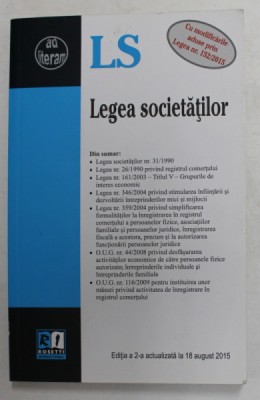 ad
literam
LS
Cu modificările
aduse prin
Legea nr. 152/2015
Legea societăţilor
Din sumar:
• Legea societăţilor nr. 31/1990
• Legea nr. 26/1990 privind registrul comerţului
• Legea nr. 161/2003 – Titlul V – Grupurile de
interes economic
• Legea nr. 346/2004 privind stimularea înfiinţării şi
dezvoltării întreprinderilor mici şi mijlocii
• Legea nr. 359/2004 privind simplificarea
formalităţilor la înregistrarea în registrul
comerţului a persoanelor fizice, asociaţiilor
familiale şi persoanelor juridice, înregistrarea
fiscală a acestora, precum şi la autorizarea
funcţionării persoanelor juridice
• O.U.G. nr. 44/2008 privind desfăşurarea
activităţilor economice de către persoanele fizice
autorizate, întreprinderile individuale şi
întreprinderile familiale
• O.U.G. nr. 116/2009 pentru instituirea unor
măsuri privind activitatea de înregistrare în
registrul comerţului
R
ROSETTI
Ediţia a 2-a actualizată la 18 august 2015